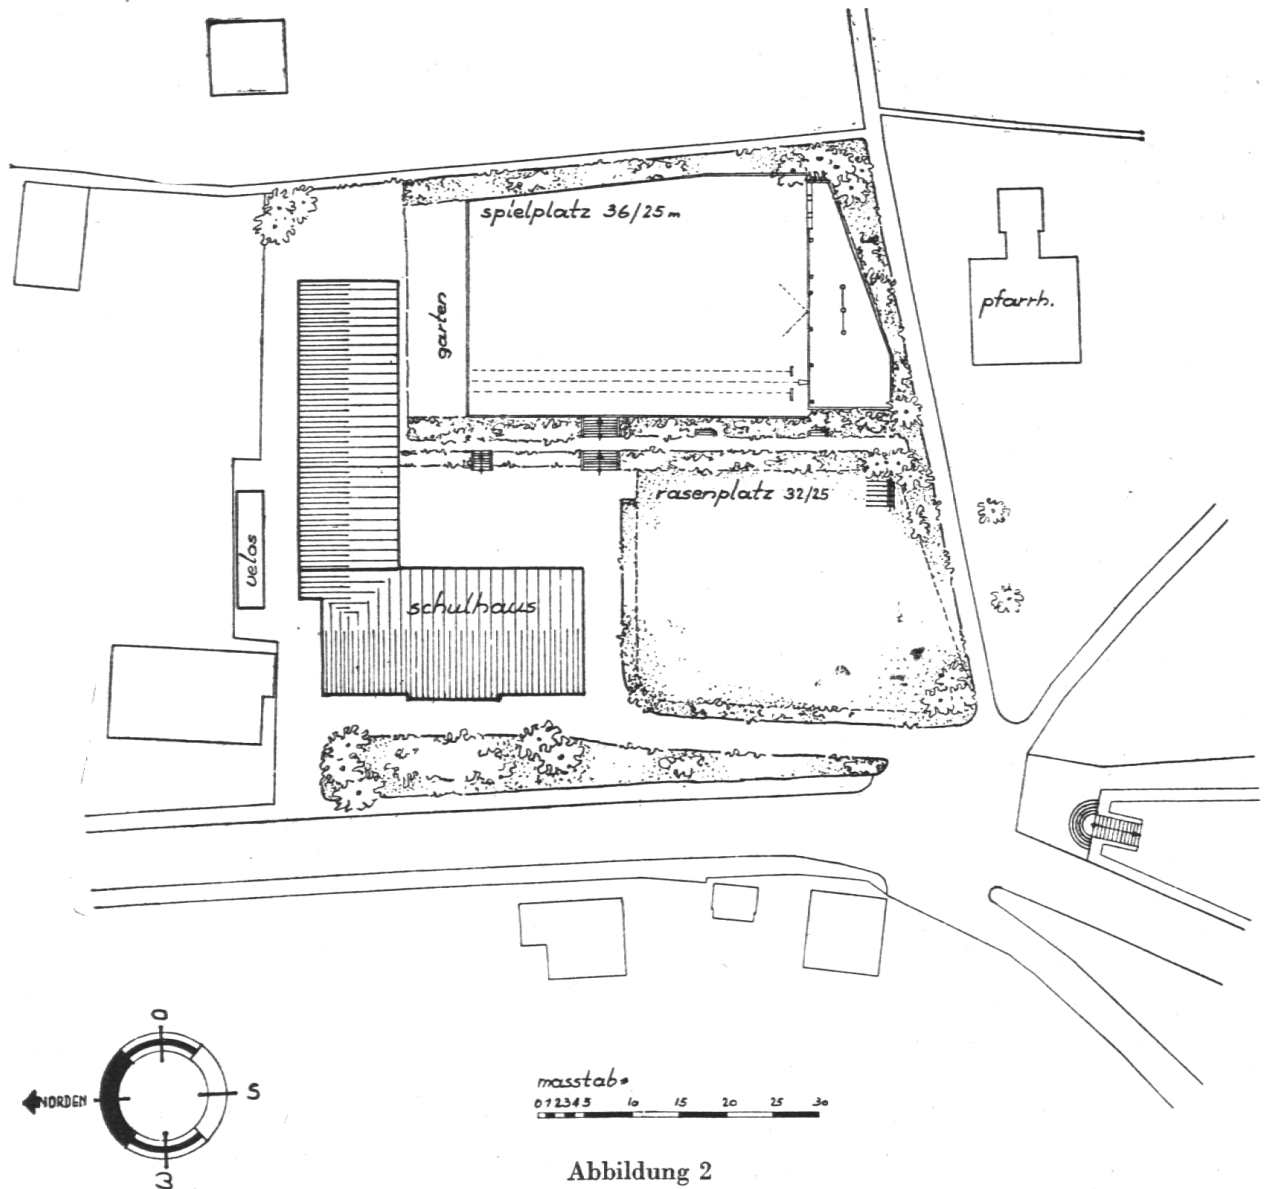 spielplatz 36/25 m
garten
pfarrh.
rasenplatz 32/25
velos
schulhaus
O
NORDEN
S
W
masstab
0 1 2 3 4 5 10 15 20 25 30
Abbildung 2